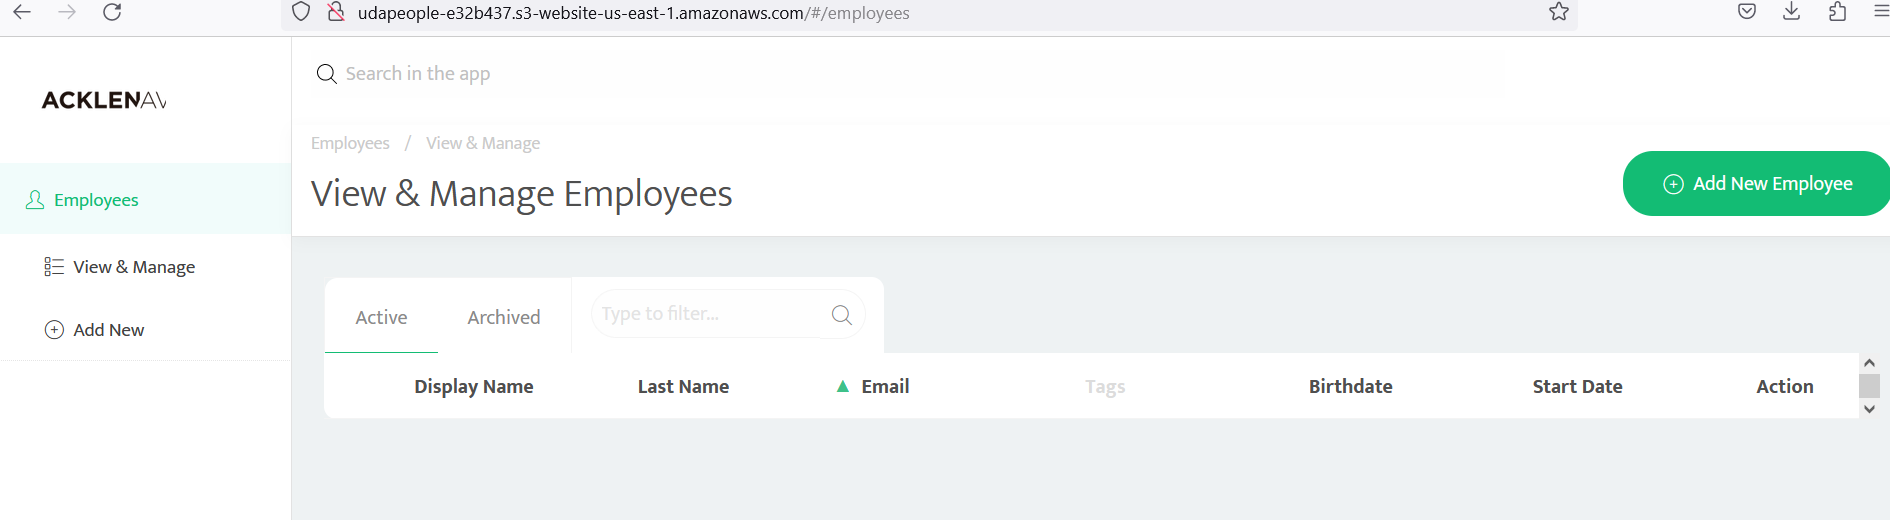 udapeople-e32b437.s3-website-us-east-1.amazonaws.com/#/employees
Search in the app
ACKLENAV
Employees / View & Manage
View & Manage Employees
Add New Employee
Employees
View & Manage
Add New
Active Archived Type to filter...
Display Name Last Name Email Tags Birthdate Start Date Action